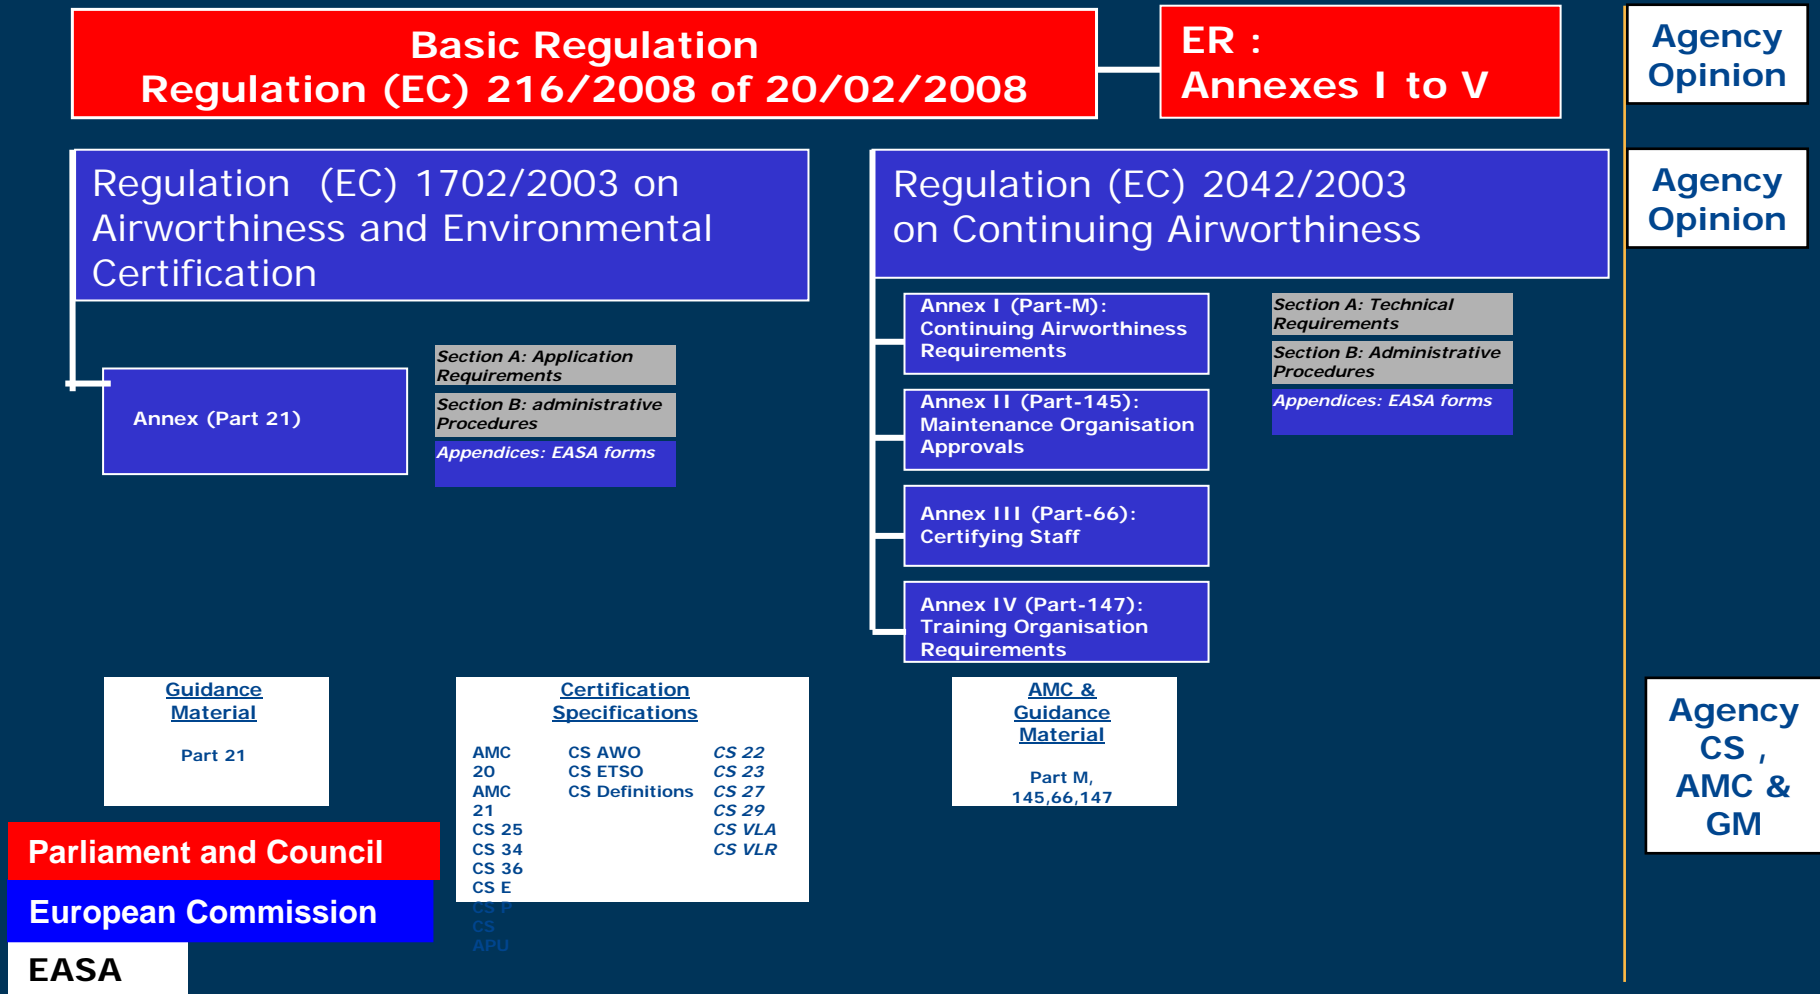 Basic Regulation
Regulation (EC) 216/2008 of 20/02/2008
ER :
Annexes I to V
Agency
Opinion
Regulation (EC) 1702/2003 on
Airworthiness and Environmental
Certification
Regulation (EC) 2042/2003
on Continuing Airworthiness
Agency
Opinion
Annex (Part 21)
Section A: Application
Requirements
Section B: administrative
Procedures
Appendices: EASA forms
Annex I (Part-M):
Continuing Airworthiness
Requirements
Annex II (Part-145):
Maintenance Organisation
Approvals
Annex III (Part-66):
Certifying Staff
Annex IV (Part-147):
Training Organisation
Requirements
Section A: Technical
Requirements
Section B: Administrative
Procedures
Appendices: EASA forms
Guidance
Material
Part 21
Certification
Specifications
AMC
20
AMC
21
CS 25
CS 34
CS 36
CS E
CS P
CS
APU
CS AWO
CS ETSO
CS Definitions
CS 22
CS 23
CS 27
CS 29
CS VLA
CS VLR
AMC &
Guidance
Material
Part M,
145,66,147
Agency
CS ,
AMC &
GM
Parliament and Council
European Commission
EASA